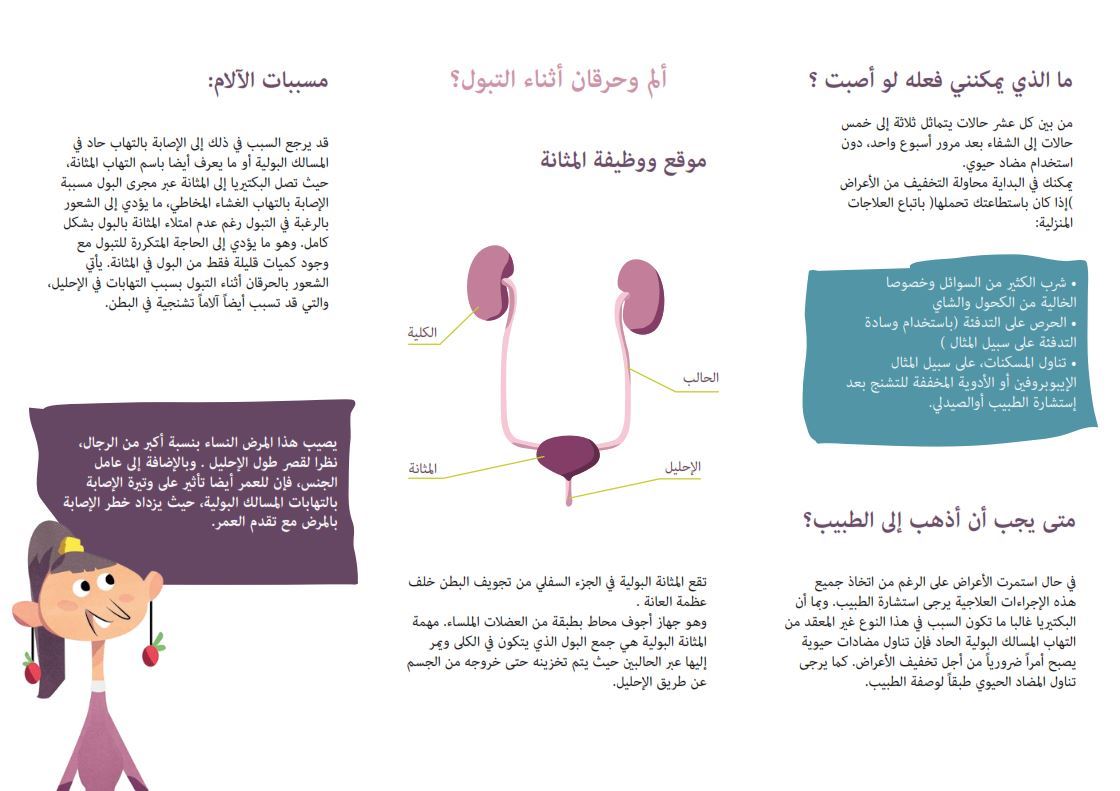 ما الذي يمكنني فعله لو أصبت ؟
من بين كل عشر حالات يتماثل ثلاثة إلى خمس
حالات إلى الشفاء بعد مرور أسبوع واحد، دون
استخدام مضاد حيوي.
يمكنك في البداية محاولة التخفيف من الأعراض
)إذا كان باستطاعتك تحملها( باتباع العلاجات
المنزلية:
• شرب الكثير من السوائل وخصوصا
الخالية من الكحول والشاي
• الحرص على التدفئة (باستخدام وسادة
التدفئة على سبيل المثال )
• تناول المسكنات، على سبيل المثال
الإيبوبروفين أو الأدوية المخففة للتشنج بعد
إستشارة الطبيب أوالصيدلي.
متى يجب أن أذهب إلى الطبيب؟
في حال استمرت الأعراض على الرغم من اتخاذ جميع
هذه الإجراءات العلاجية يرجى استشارة الطبيب. وبما أن
البكتيريا غالبا ما تكون السبب في هذا النوع غير المعقد من
التهاب المسالك البولية الحاد فإن تناول مضادات حيوية
يصبح أمراً ضرورياً من أجل تخفيف الأعراض. كما يرجى
تناول المضاد الحيوي طبقاً لوصفة الطبيب.
ألم وحرقان أثناء التبول؟
موقع ووظيفة المثانة
الكلية
الحالب
المثانة
الإحليل
تقع المثانة البولية في الجزء السفلي من تجويف البطن خلف
عظمة العانة .
وهو جهاز أجوف محاط بطبقة من العضلات الملساء. مهمة
المثانة البولية هي جمع البول الذي يتكون في الكلى ويمر
إليها عبر الحالبين حيث يتم تخزينه حتى خروجه من الجسم
عن طريق الإحليل.
مسببات الآلام:
قد يرجع السبب في ذلك إلى الإصابة بالتهاب حاد في
المسالك البولية أو ما يعرف أيضا باسم التهاب المثانة،
حيث تصل البكتيريا إلى المثانة عبر مجرى البول مسببة
الإصابة بالتهاب الغشاء المخاطي، ما يؤدي إلى الشعور
بالرغبة في التبول رغم عدم امتلاء المثانة بالبول بشكل
كامل. وهو ما يؤدي إلى الحاجة المتكررة للتبول مع
وجود كميات قليلة فقط من البول في المثانة. يأتي
الشعور بالحرقان أثناء التبول بسبب التهابات في الإحليل،
والتي قد تسبب أيضاً آلاماً تشنجية في البطن.
يصيب هذا المرض النساء بنسبة أكبر من الرجال،
نظرا لقصر طول الإحليل . وبالإضافة إلى عامل
الجنس، فإن للعمر أيضا تأثير على وتيرة الإصابة
بالتهابات المسالك البولية، حيث يزداد خطر الإصابة
بالمرض مع تقدم العمر.